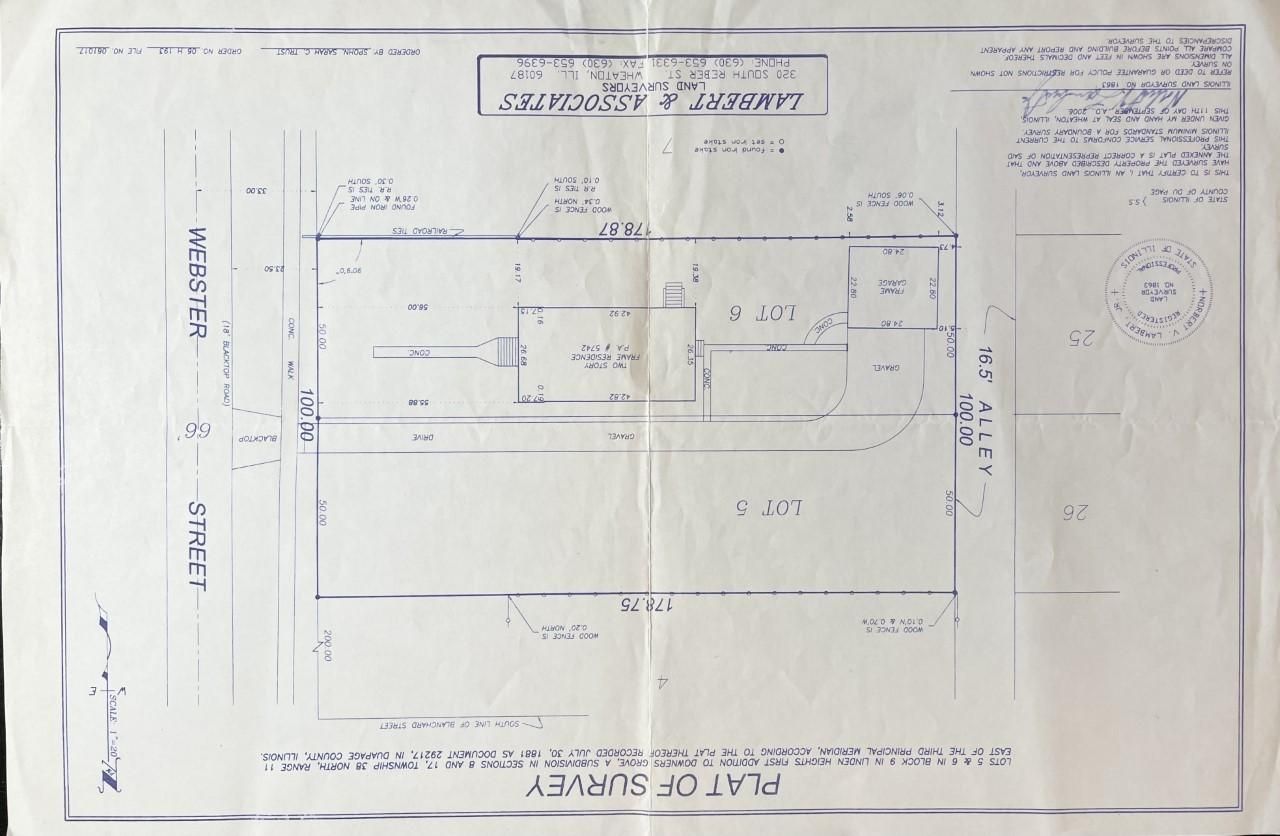 PLAT OF SURVEY
LOTS 5 & 6 IN BLOCK 9 IN LINDEN HEIGHTS FIRST ADDITION TO DOWNERS GROVE, A SUBDIVISION IN SECTIONS 8 AND 17, TOWNSHIP 38 NORTH, RANGE 11
EAST OF THE THIRD PRINCIPAL MERIDIAN, ACCORDING TO THE PLAT THEREOF RECORDED JULY 30, 1881 AS DOCUMENT 29217, IN DUAPAGE COUNTY, ILLINOIS.
SCALE: 1"=20'
W
E
SOUTH LINE OF BLANCHARD STREET
200.00
4
WOOD FENCE IS
0.10'N & 0.70'W
WOOD FENCE IS
0.20' NORTH
178.75
26
50.00
LOT 5
50.00
16.5' ALLEY
100.00
GRAVEL
DRIVE
BLACKTOP
WEBSTER
66'
STREET
(18' BLACKTOP ROAD)
CONC. WALK
100.00
25
50.00
GRAVEL
5.10
24.80
FRAME
GARAGE
22.80
22.80
24.80
4.73
CONC
CONC
CONC
LOT 6
42.82
0.19
7.20
55.88
TWO STORY
FRAME RESIDENCE
P.A. # 5742
26.35
26.68
CONC.
42.92
0.16
7.15
56.00
50.00
19.38
19.17
90°9'0"
23.50
33.00
3.12
2.58
178.87
RAILROAD TIES
WOOD FENCE IS
0.06' SOUTH
WOOD FENCE IS
0.34' NORTH
R.R. TIES IS
0.10' SOUTH
FOUND IRON PIPE
0.26'W & ON LINE
R.R. TIES IS
0.30' SOUTH
NORBERT V. LAMBERT, JR.
REGISTERED
LAND
SURVEYOR
NO. 1863
PROFESSIONAL
STATE OF ILLINOIS
STATE OF ILLINOIS } S.S
COUNTY OF DU PAGE
THIS IS TO CERTIFY THAT I, AN ILLINOIS LAND SURVEYOR,
HAVE SURVEYED THE PROPERTY DESCRIBED ABOVE AND THAT
THE ANNEXED PLAT IS A CORRECT REPRESENTATION OF SAID
SURVEY.
THIS PROFESSIONAL SERVICE CONFORMS TO THE CURRENT
ILLINOIS MINIMUM STANDARDS FOR A BOUNDARY SURVEY.
GIVEN UNDER MY HAND AND SEAL AT WHEATON, ILLINOIS,
THIS 11TH DAY OF SEPTEMBER A.D., 2006
ILLINOIS LAND SURVEYOR NO. 1863
REFER TO DEED OR GUARANTEE POLICY FOR RESTRICTIONS NOT SHOWN
ON SURVEY
ALL DIMENSIONS ARE SHOWN IN FEET AND DECIMALS THEREOF
COMPARE ALL POINTS BEFORE BUILDING AND REPORT ANY APPARENT
DISCREPANCIES TO THE SURVEYOR.
7
● = found iron stake
O = set iron stake
LAMBERT & ASSOCIATES
LAND SURVEYORS
320 SOUTH REBER ST. WHEATON, ILL. 60187
PHONE: (630) 653-6331 FAX: (630) 653-6396
ORDERED BY SPOHN, SARAH C. TRUST
ORDER NO. 06 H 193 FILE NO. 061017